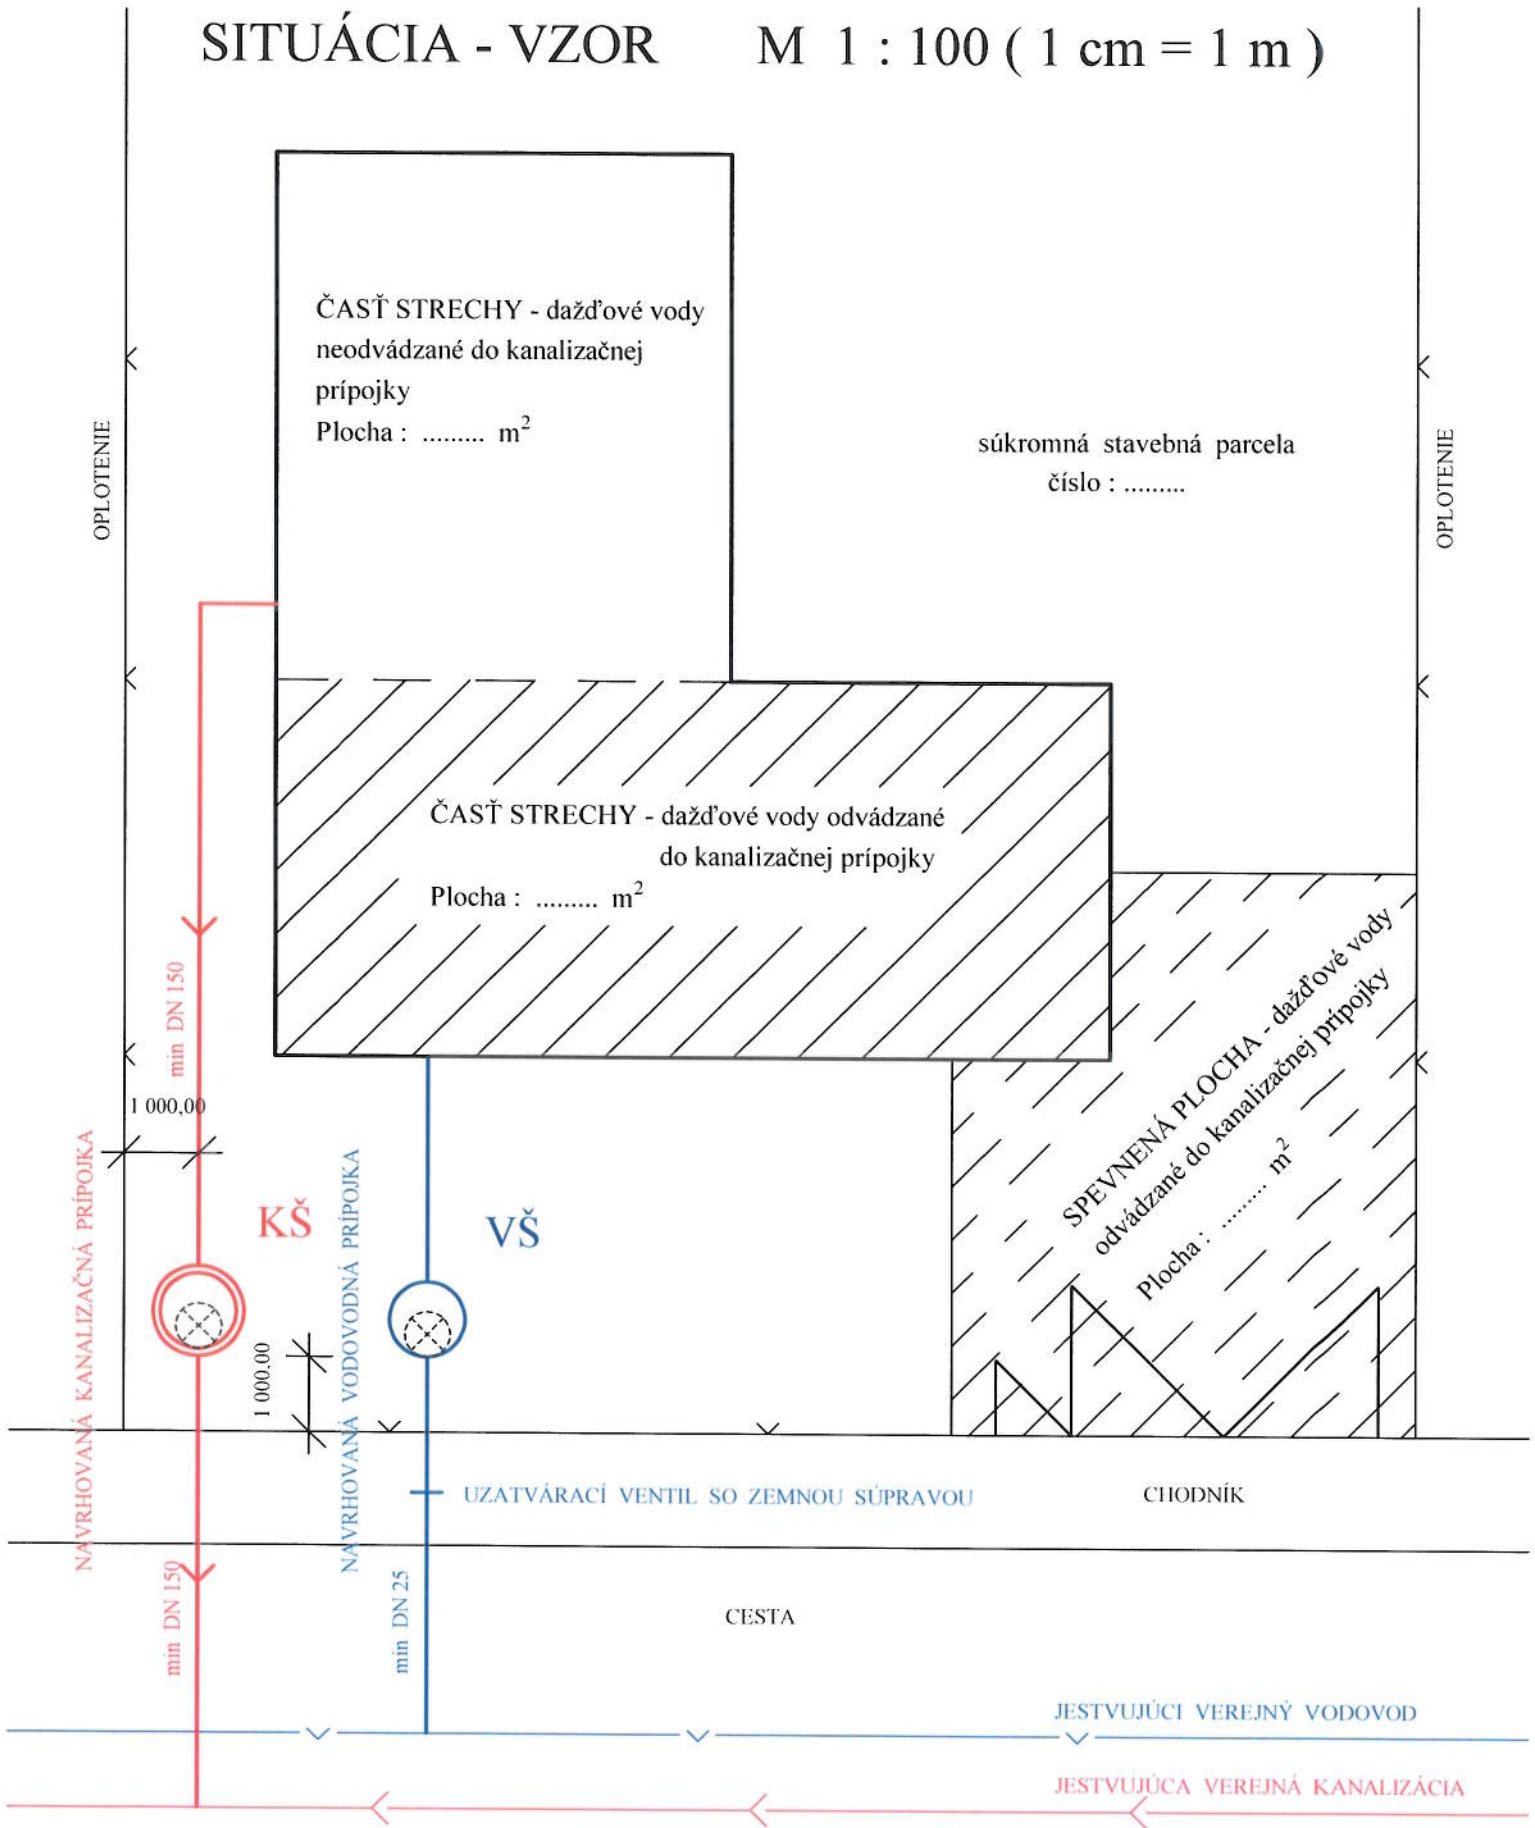 SITUÁCIA - VZOR M 1 : 100 ( 1 cm = 1 m )
ČASŤ STRECHY - dažďové vody
neodvádzané do kanalizačnej
prípojky
Plocha : ......... m²
súkromná stavebná parcela
číslo : .........
OPLOTENIE
OPLOTENIE
ČASŤ STRECHY - dažďové vody odvádzané
do kanalizačnej prípojky
Plocha : ......... m²
SPEVNENÁ PLOCHA - dažďové vody
odvádzané do kanalizačnej prípojky
Plocha : ......... m²
min DN 150
1 000,00
NAVRHOVANÁ KANALIZAČNÁ PRÍPOJKA
KŠ
NAVRHOVANÁ VODOVODNÁ PRÍPOJKA
VŠ
1 000,00
UZATVÁRACÍ VENTIL SO ZEMNOU SÚPRAVOU
CHODNÍK
min DN 150
min DN 25
CESTA
JESTVUJÚCI VEREJNÝ VODOVOD
JESTVUJÚCA VEREJNÁ KANALIZÁCIA